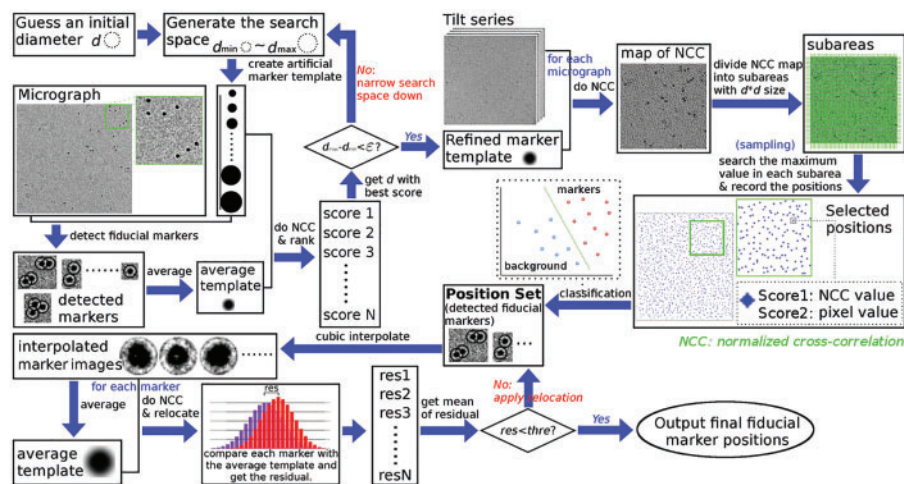 Guess an initial
diameter d
Generate the search
space dmin ~ dmax
create artificial
marker template
No:
narrow search
space down
Micrograph
detect fiducial markers
detected
markers
average
average
template
do NCC
& rank
score 1
score 2
score 3
score N
get d with
best score
<ε?
Yes
Tilt series
Refined marker
template
for each
micrograph
do NCC
map of NCC
divide NCC map
into subareas
with d*d size
subareas
(sampling)
search the maximum
value in each subarea
& record the positions
Selected
positions
Score1: NCC value
Score2: pixel value
NCC: normalized cross-correlation
markers
background
classification
Position Set
(detected fiducial
markers)
cubic interpolate
interpolated
marker images
for each marker
average
do NCC
& relocate
average
template
res
compare each marker with
the average template and
get the residual.
res1
res2
res3
resN
get mean
of residual
No:
apply relocation
res<thre?
Yes
Output final fiducial
marker positions